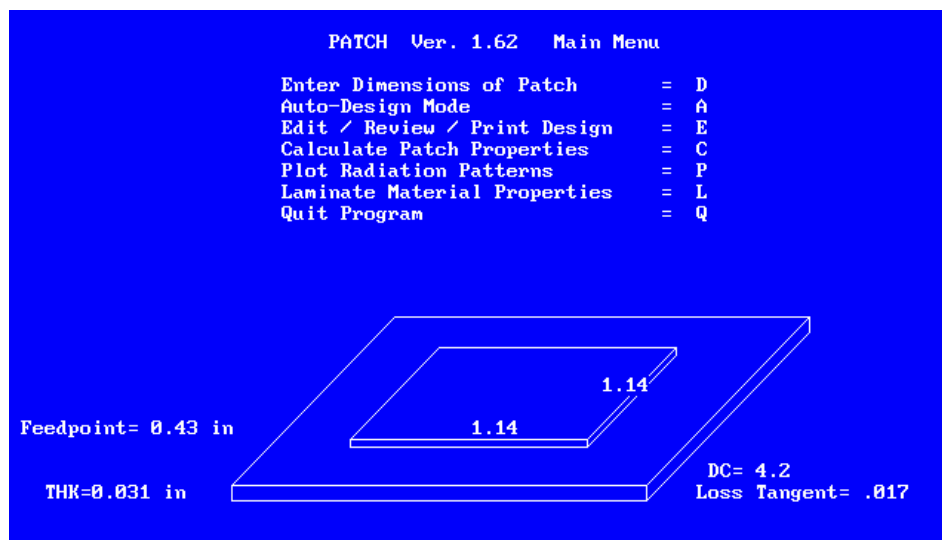 PATCH Ver. 1.62 Main Menu
Enter Dimensions of Patch = D
Auto-Design Mode = A
Edit / Review / Print Design = E
Calculate Patch Properties = C
Plot Radiation Patterns = P
Laminate Material Properties = L
Quit Program = Q
1.14
Feedpoint= 0.43 in
1.14
DC= 4.2
THK=0.031 in
Loss Tangent= .017